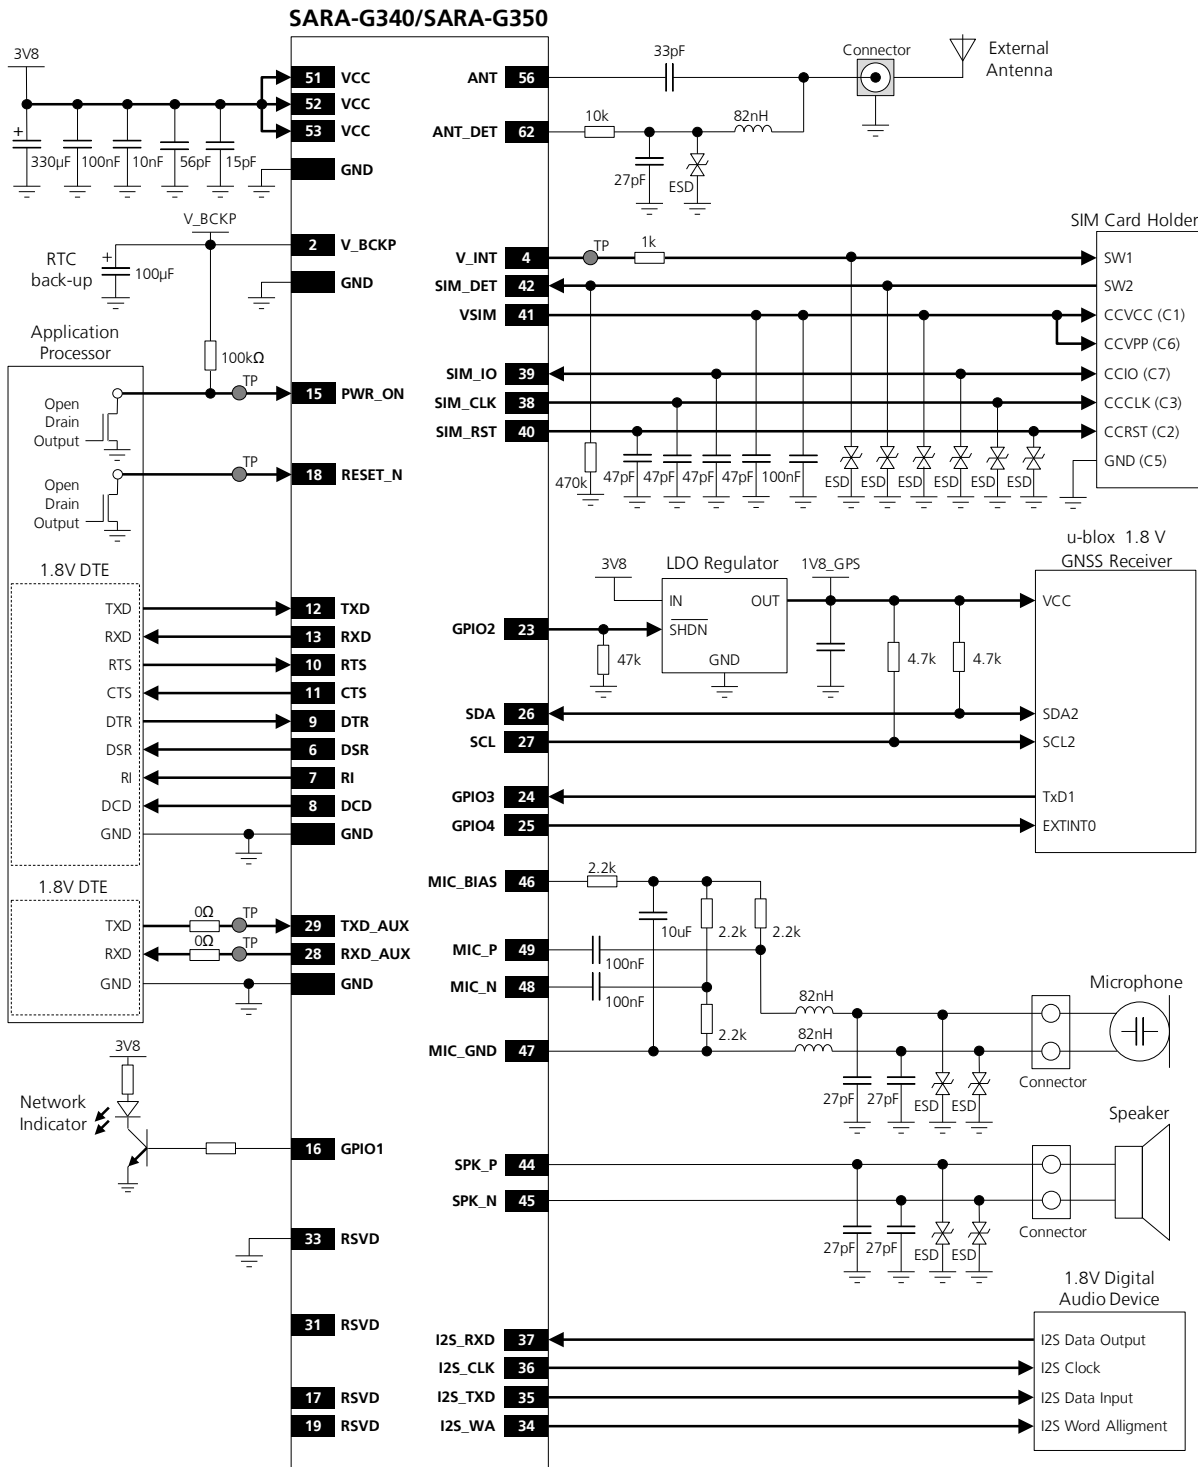 SARA-G340/SARA-G350
3V8
51 VCC
52 VCC
53 VCC
GND
+
330µF
100nF
10nF
56pF
15pF
V_BCKP
2 V_BCKP
GND
RTC
back-up
+
100µF
100kΩ
Application
Processor
Open
Drain
Output
TP
15 PWR_ON
Open
Drain
Output
TP
18 RESET_N
1.8V DTE
TXD 12 TXD
RXD 13 RXD
RTS 10 RTS
CTS 11 CTS
DTR 9 DTR
DSR 6 DSR
RI 7 RI
DCD 8 DCD
GND GND
1.8V DTE
TXD 0Ω TP 29 TXD_AUX
RXD 0Ω TP 28 RXD_AUX
GND GND
3V8
Network
Indicator
16 GPIO1
33 RSVD
31 RSVD
17 RSVD
19 RSVD
ANT 56
33pF
Connector
External
Antenna
ANT_DET 62
10k
82nH
27pF
ESD
SIM Card Holder
V_INT 4 TP 1k SW1
SIM_DET 42 SW2
VSIM 41 CCVCC (C1)
CCVPP (C6)
SIM_IO 39 CCIO (C7)
SIM_CLK 38 CCCLK (C3)
SIM_RST 40 CCRST (C2)
GND (C5)
470k
47pF
47pF
47pF
47pF
100nF
ESD
ESD
ESD
ESD
ESD
ESD
u-blox 1.8 V
GNSS Receiver
3V8
LDO Regulator
1V8_GPS
IN OUT
VCC
GPIO2 23
SHDN
GND
47k
4.7k
4.7k
SDA 26 SDA2
SCL 27 SCL2
GPIO3 24 TxD1
GPIO4 25 EXTINT0
MIC_BIAS 46
2.2k
10uF
2.2k
2.2k
MIC_P 49
100nF
MIC_N 48
100nF
2.2k
MIC_GND 47
82nH
82nH
27pF
27pF
ESD
ESD
Connector
Microphone
Speaker
SPK_P 44
SPK_N 45
27pF
27pF
ESD
ESD
Connector
1.8V Digital
Audio Device
I2S_RXD 37 I2S Data Output
I2S_CLK 36 I2S Clock
I2S_TXD 35 I2S Data Input
I2S_WA 34 I2S Word Alligment